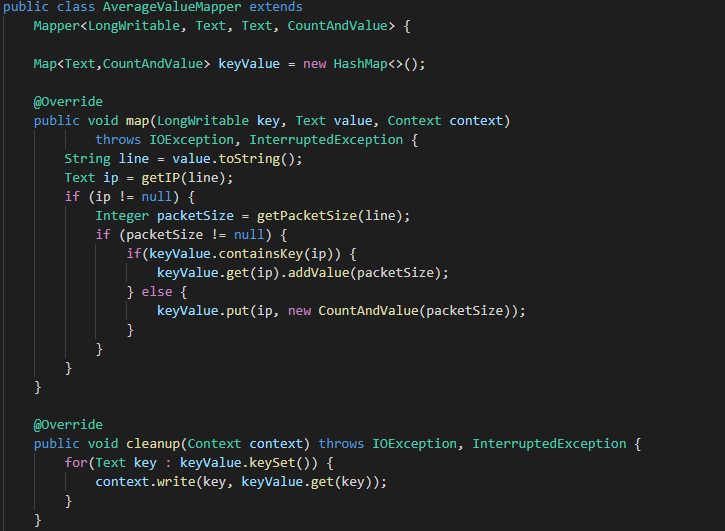 public class AverageValueMapper extends
    Mapper<LongWritable, Text, Text, CountAndValue> {

    Map<Text,CountAndValue> keyValue = new HashMap<>();

    @Override
    public void map(LongWritable key, Text value, Context context)
            throws IOException, InterruptedException {
        String line = value.toString();
        Text ip = getIP(line);
        if (ip != null) {
            Integer packetSize = getPacketSize(line);
            if (packetSize != null) {
                if(keyValue.containsKey(ip)) {
                    keyValue.get(ip).addValue(packetSize);
                } else {
                    keyValue.put(ip, new CountAndValue(packetSize));
                }
            }
        }
    }

    @Override
    public void cleanup(Context context) throws IOException, InterruptedException {
        for(Text key : keyValue.keySet()) {
            context.write(key, keyValue.get(key));
        }
    }